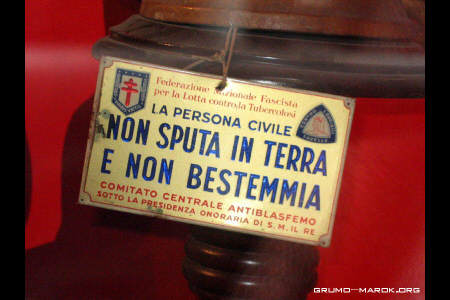 Federazione Nazionale Fascista
per la Lotta contro la Tubercolosi
LA PERSONA CIVILE
NON SPUTA IN TERRA
E NON BESTEMMIA
COMITATO CENTRALE ANTIBLASFEMO
SOTTO LA PRESIDENZA ONORARIA DI S. M. IL RE
GRUMO-MAROK.ORG